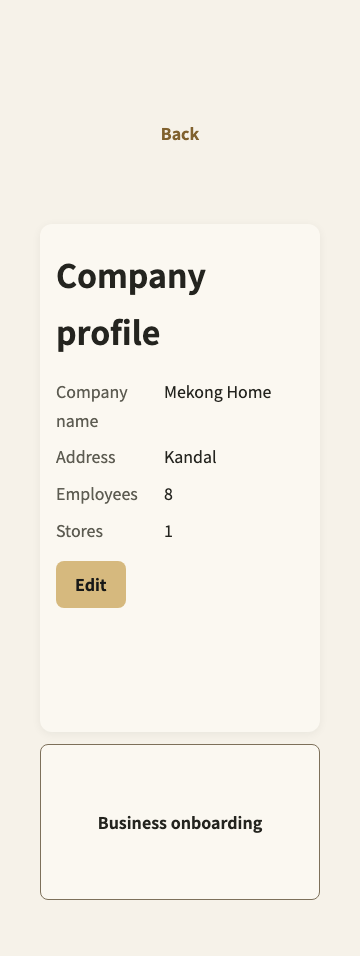 Back
Company
profile
Company
name
Mekong Home
Address
Kandal
Employees
8
Stores
1
Edit
Business onboarding